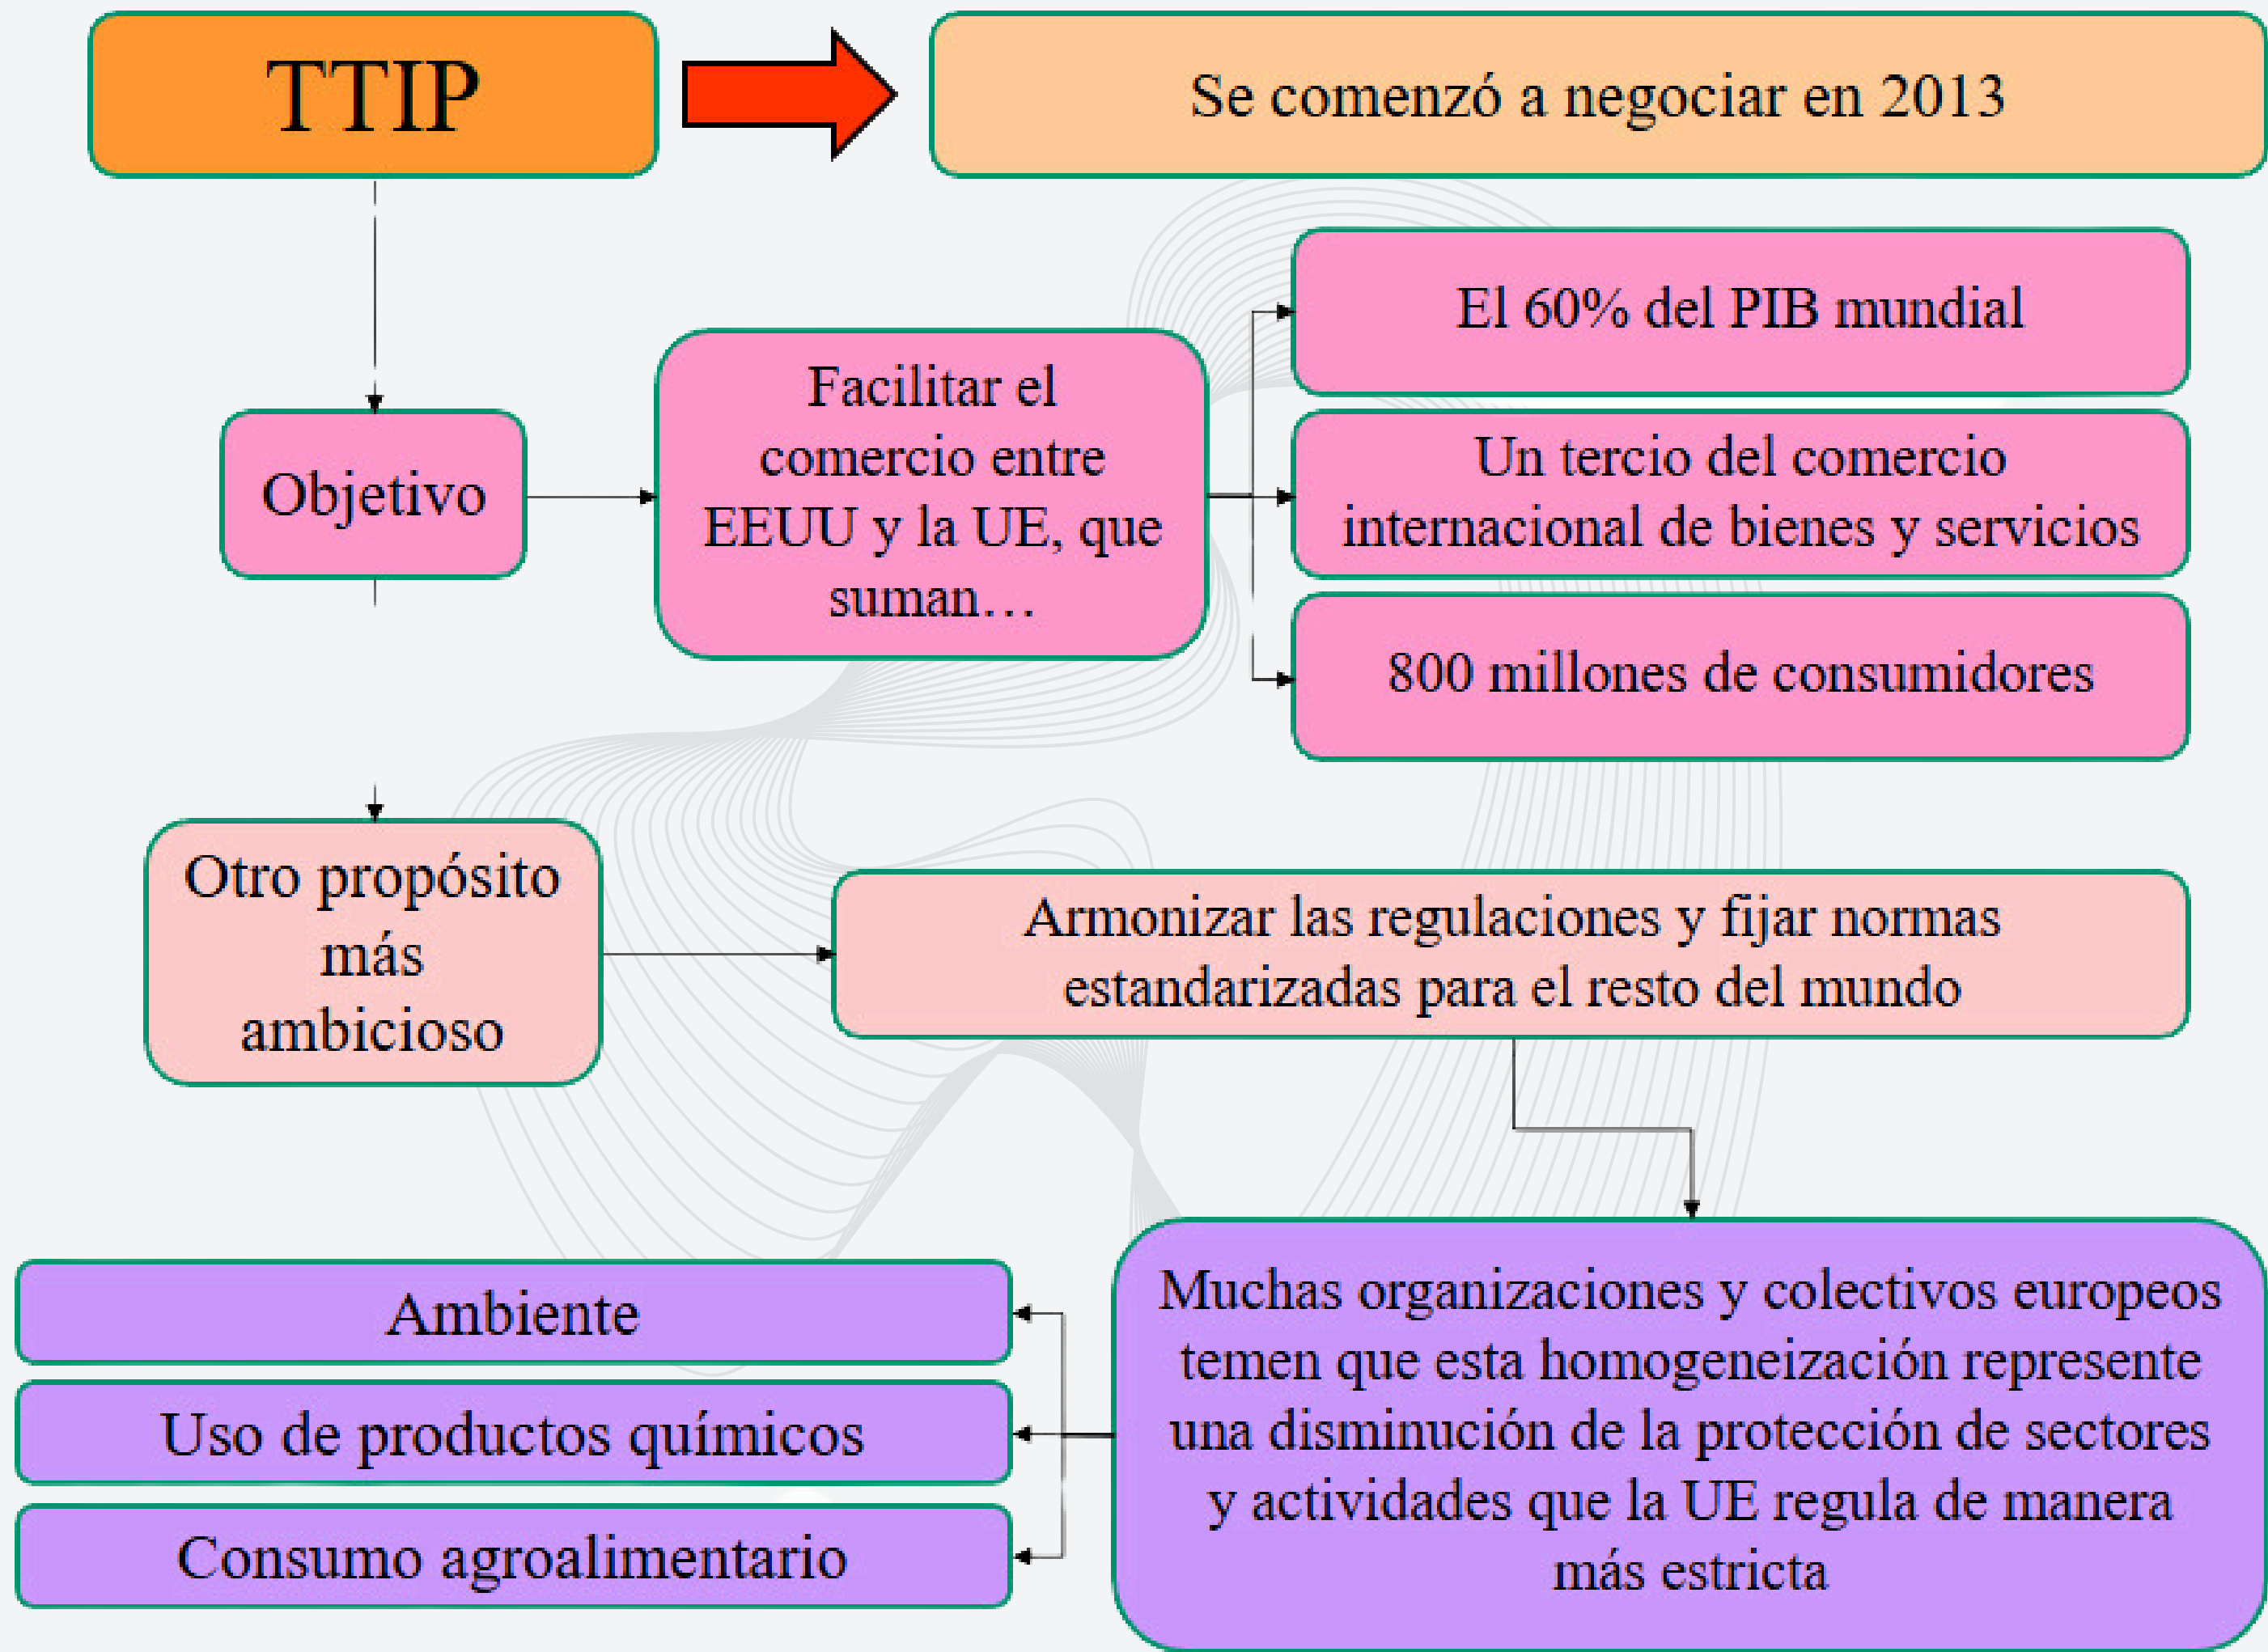 TTIP
Se comenzó a negociar en 2013
Objetivo
Facilitar el
comercio entre
EEUU y la UE, que
suman…
El 60% del PIB mundial
Un tercio del comercio
internacional de bienes y servicios
800 millones de consumidores
Otro propósito
más
ambicioso
Armonizar las regulaciones y fijar normas
estandarizadas para el resto del mundo
Muchas organizaciones y colectivos europeos
temen que esta homogeneización represente
una disminución de la protección de sectores
y actividades que la UE regula de manera
más estricta
Ambiente
Uso de productos químicos
Consumo agroalimentario